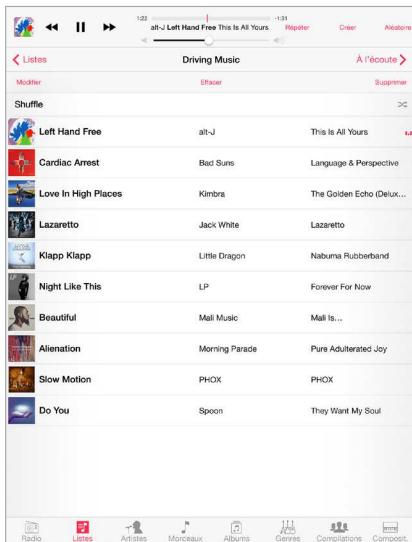 1:22 -1:31
alt-J Left Hand Free This Is All Yours Répéter Créer Aléatoire
Listes Driving Music À l'écoute
Modifier Effacer Supprimer
Shuffle
Left Hand Free alt-J This Is All Yours
Cardiac Arrest Bad Suns Language & Perspective
Love In High Places Kimbra The Golden Echo (Delux...
Lazaretto Jack White Lazaretto
Klapp Klapp Little Dragon Nabuma Rubberband
Night Like This LP Forever For Now
Beautiful Mali Music Mali Is...
Alienation Morning Parade Pure Adulterated Joy
Slow Motion PHOX PHOX
Do You Spoon They Want My Soul
Radio Listes Artistes Morceaux Albums Genres Compilations Composit.